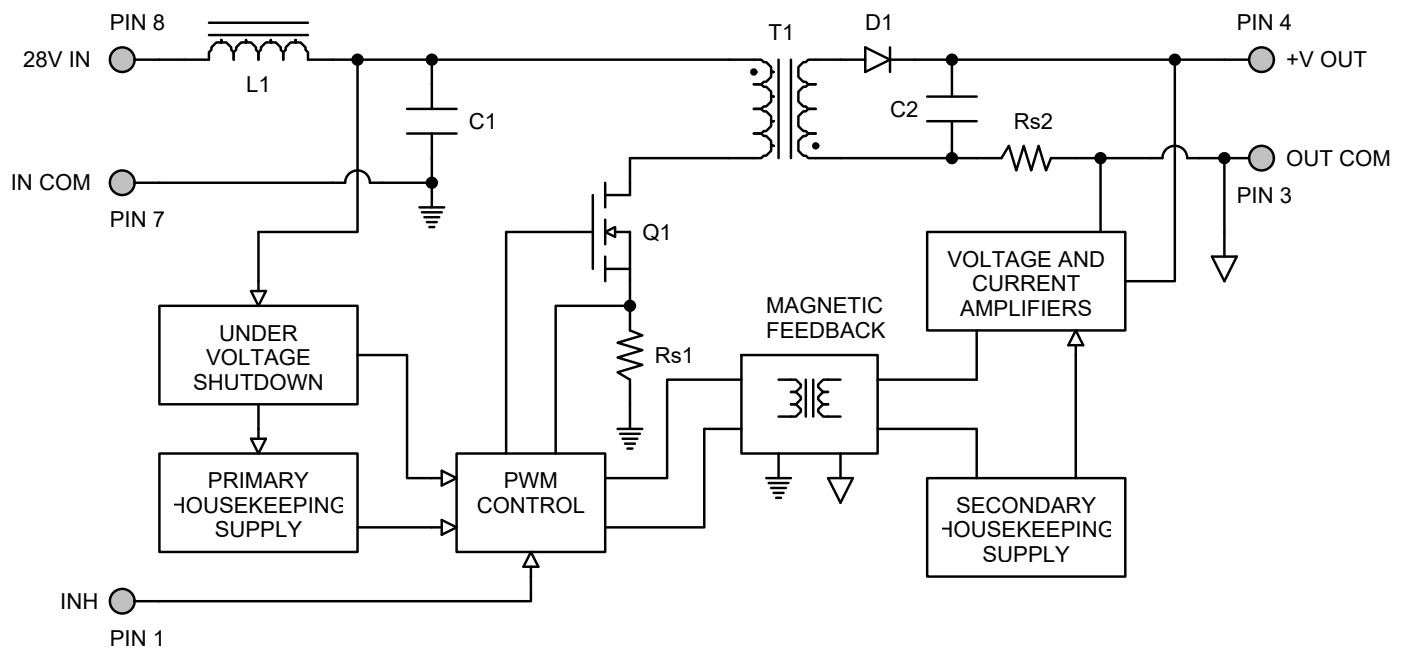 PIN 8
28V IN
L1
C1
IN COM
PIN 7
T1
D1
PIN 4
+V OUT
C2
Rs2
OUT COM
PIN 3
Q1
Rs1
UNDER
VOLTAGE
SHUTDOWN
MAGNETIC
FEEDBACK
VOLTAGE AND
CURRENT
AMPLIFIERS
PRIMARY
HOUSEKEEPING
SUPPLY
PWM
CONTROL
SECONDARY
HOUSEKEEPING
SUPPLY
INH
PIN 1